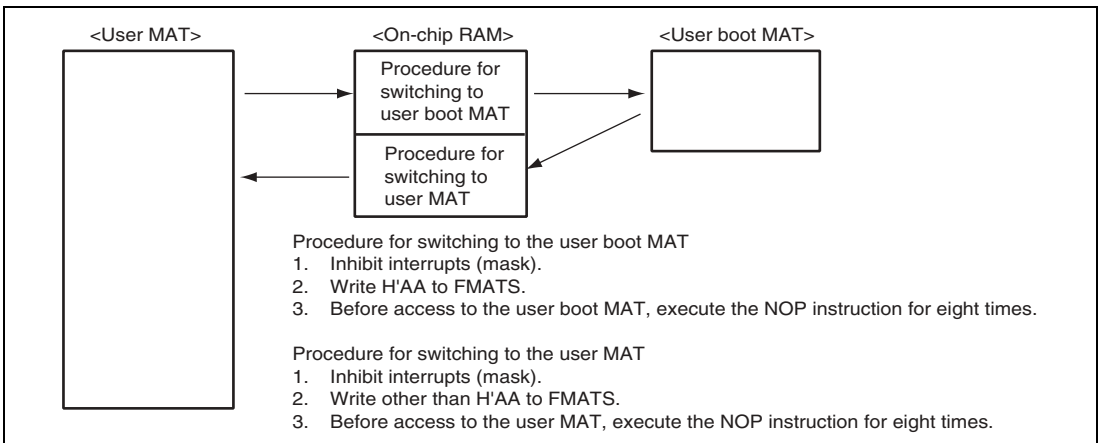 <User MAT>
<On-chip RAM>
<User boot MAT>
Procedure for
switching to
user boot MAT
Procedure for
switching to
user MAT
Procedure for switching to the user boot MAT
1. Inhibit interrupts (mask).
2. Write H'AA to FMATS.
3. Before access to the user boot MAT, execute the NOP instruction for eight times.
Procedure for switching to the user MAT
1. Inhibit interrupts (mask).
2. Write other than H'AA to FMATS.
3. Before access to the user MAT, execute the NOP instruction for eight times.